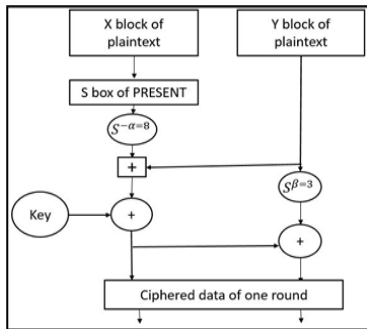 X block of
plaintext
Y block of
plaintext
S box of PRESENT
S^{-α=8}
+
S^{β=3}
Key
+
+
Ciphered data of one round